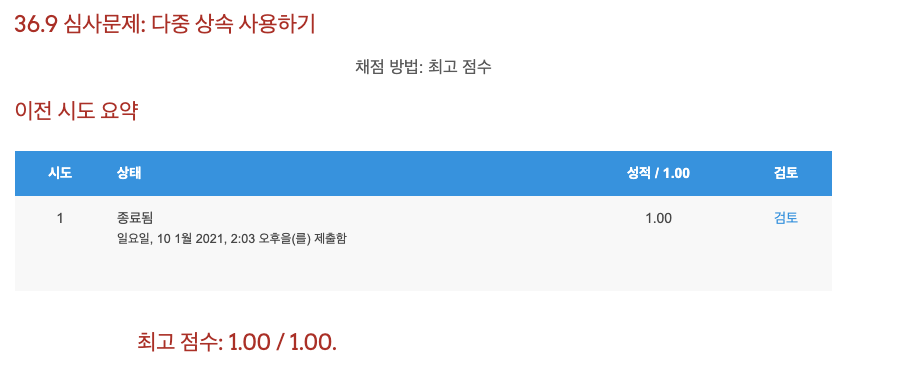 36.9 심사문제: 다중 상속 사용하기
채점 방법: 최고 점수
이전 시도 요약
시도 상태 성적 / 1.00 검토
1 종료됨 1.00 검토
일요일, 10 1월 2021, 2:03 오후을(를) 제출함
최고 점수: 1.00 / 1.00.